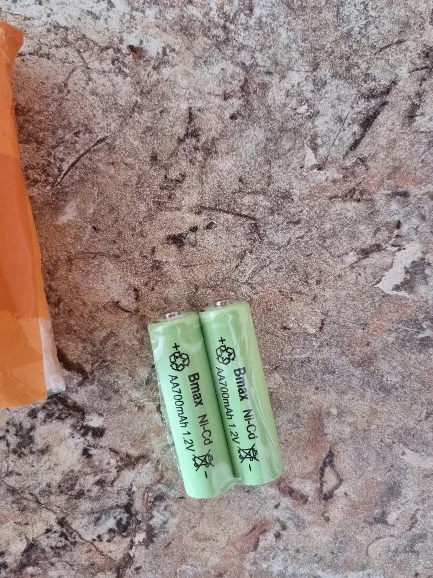 + -
Bmax Ni-Cd
AA700mAh 1.2V
+ -
Bmax Ni-Cd
AA700mAh 1.2V